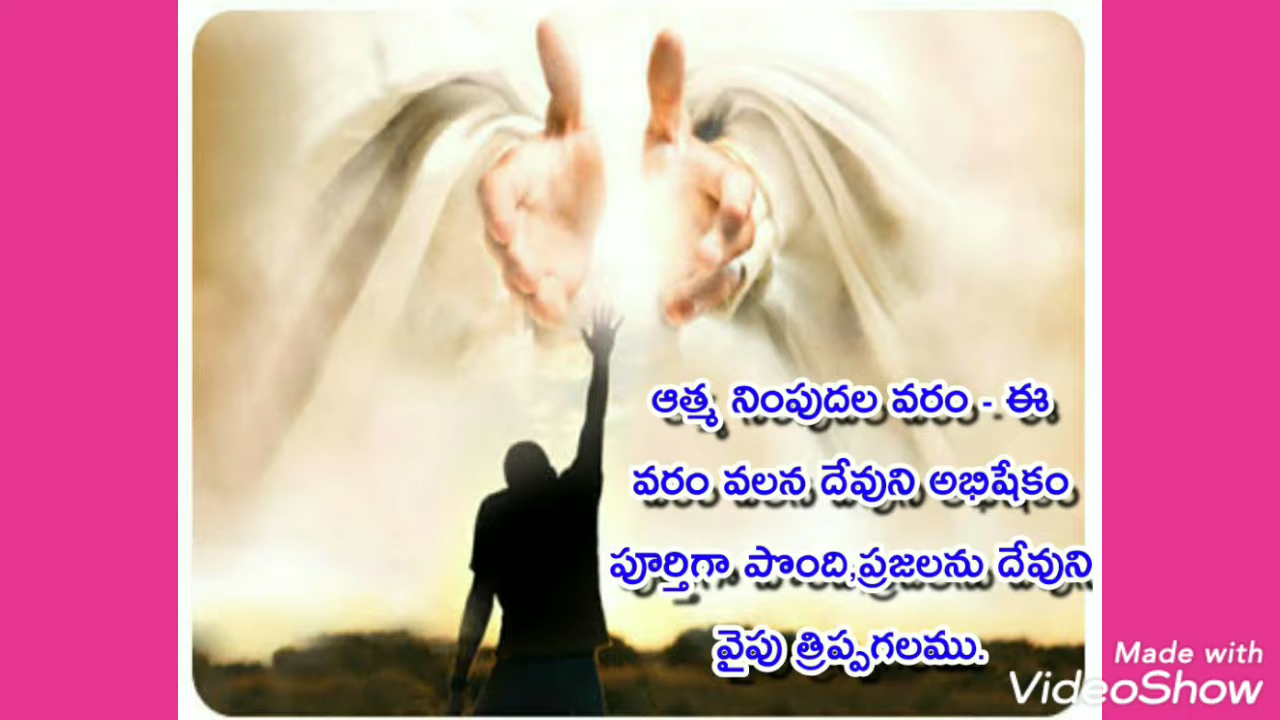 ఆత్మ నింపుదల వరం - ఈ
వరం వలన దేవుని అభిషేకం
పూర్తిగా పొంది,ప్రజలను దేవుని
వైపు త్రిప్పగలము.
Made with
VideoShow